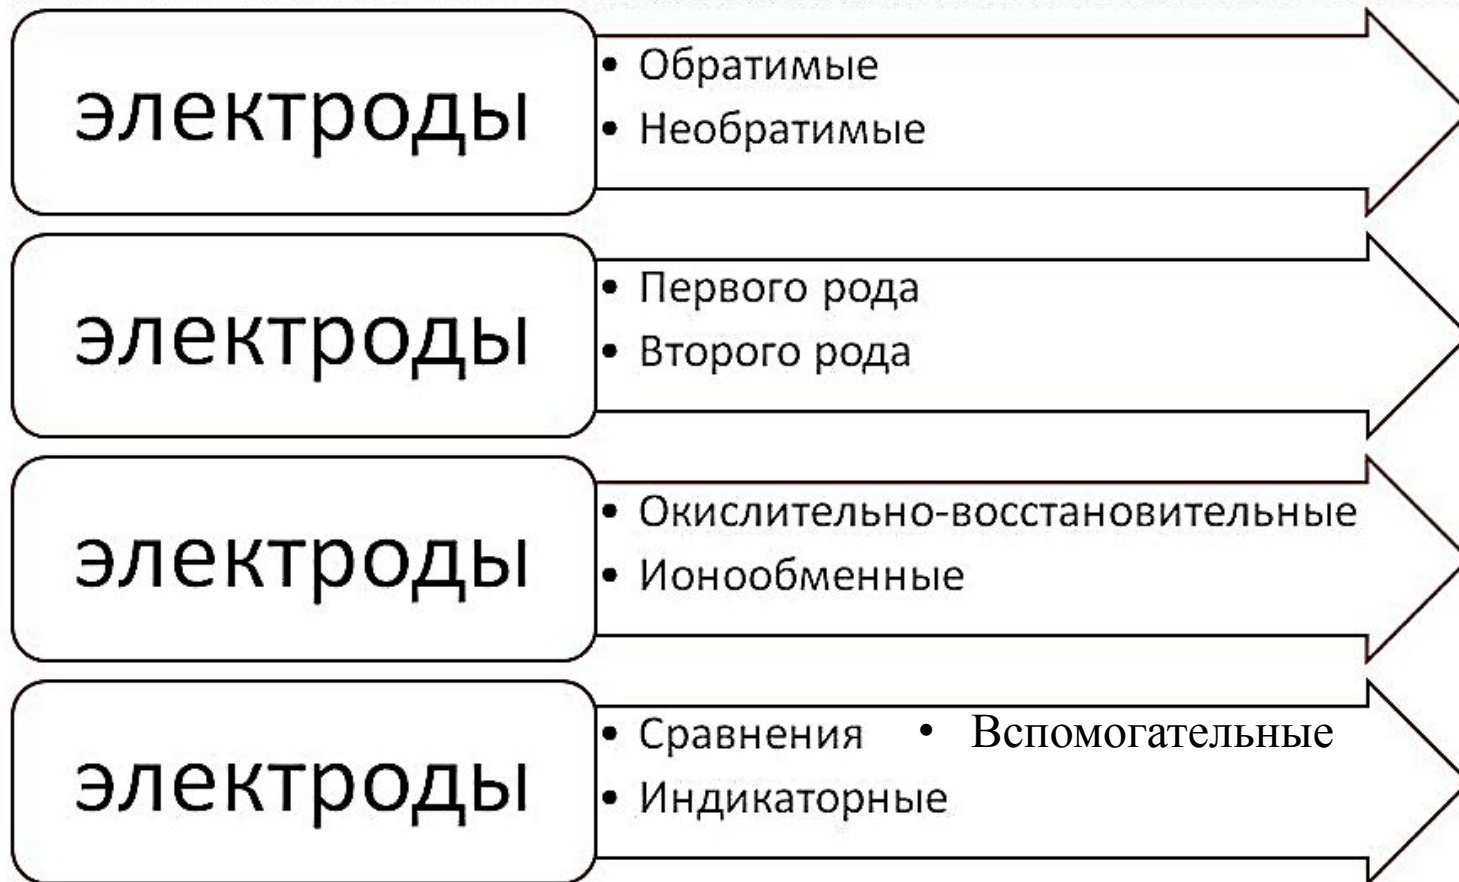 электроды
• Обратимые
• Необратимые
электроды
• Первого рода
• Второго рода
электроды
• Окислительно-восстановительные
• Ионообменные
электроды
• Сравнения • Вспомогательные
• Индикаторные